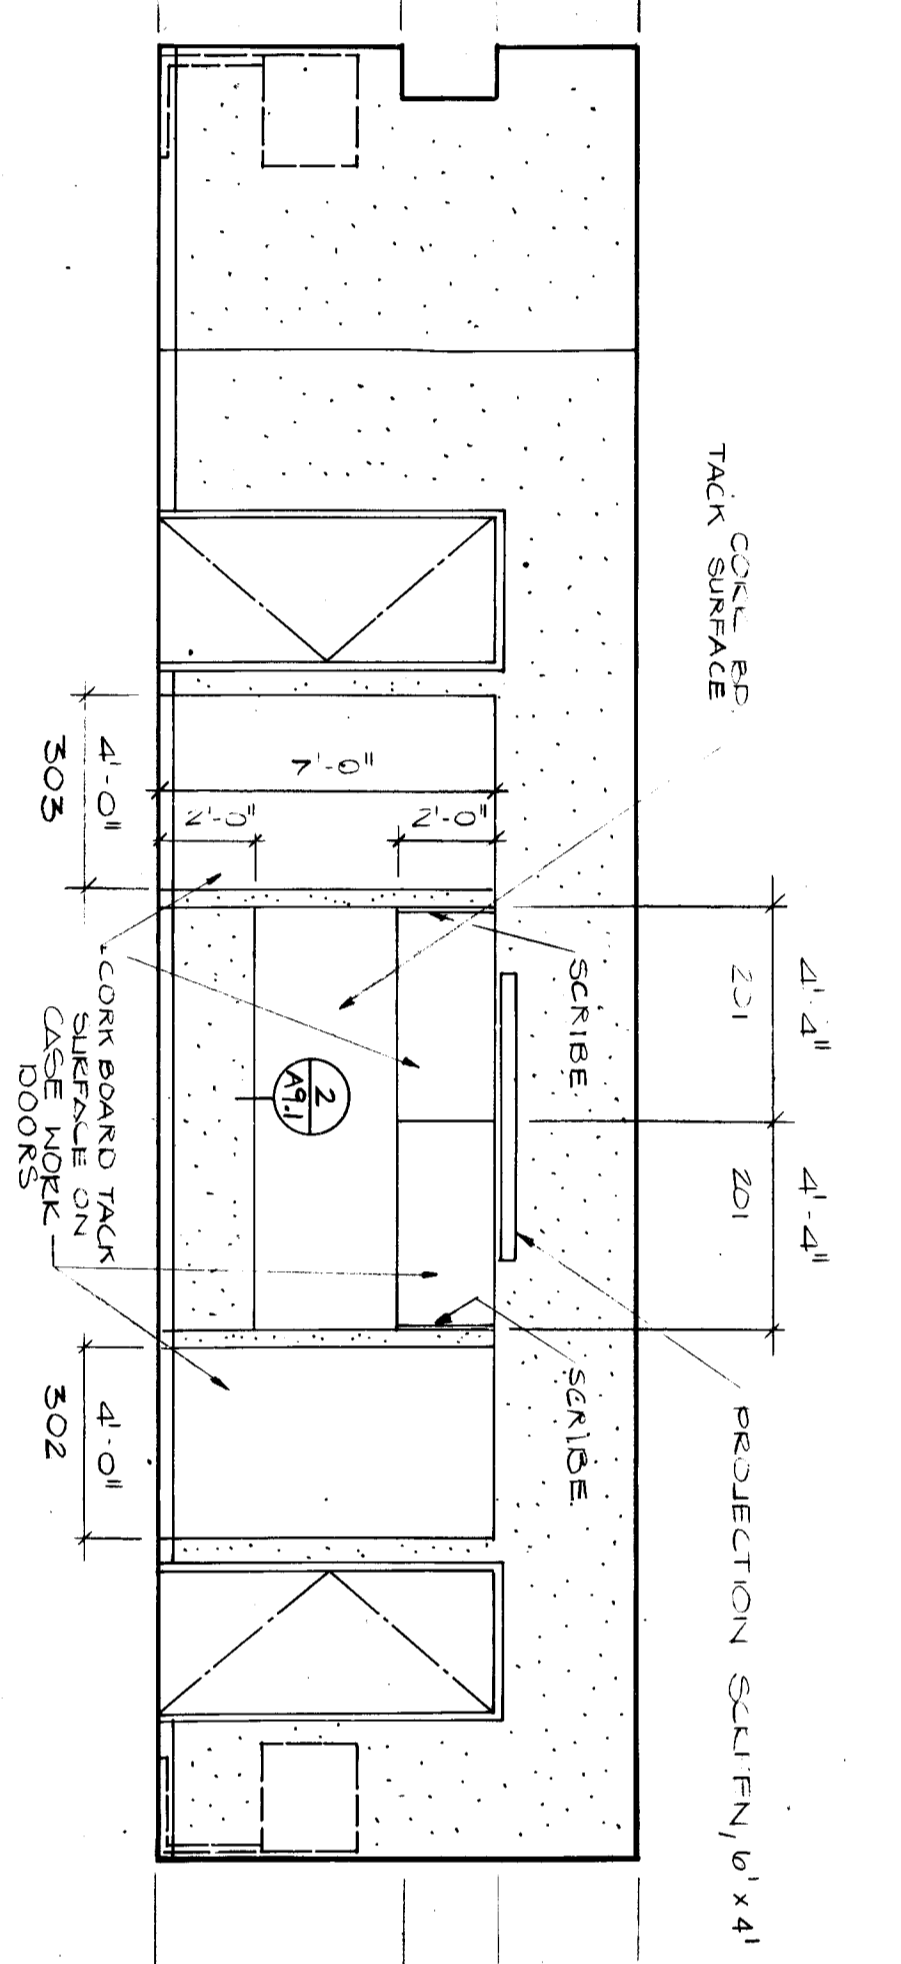 CORK BD.
TACK SURFACE
PROJECTION SCREEN, 6' x 4'
4'-4"
4'-4"
201
201
SCRIBE
SCRIBE
7'-0"
2'-0"
2'-0"
2
A9.1
4'-0"
303
CORK BOARD TACK
SURFACE ON
CASE WORK
DOORS
4'-0"
302